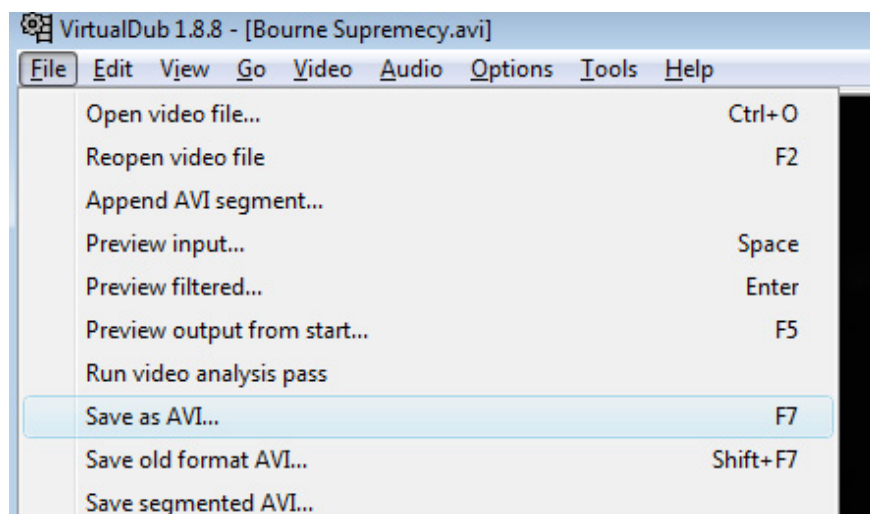 VirtualDub 1.8.8 - [Bourne Supremecy.avi]
File Edit View Go Video Audio Options Tools Help
Open video file... Ctrl+O
Reopen video file F2
Append AVI segment...
Preview input... Space
Preview filtered... Enter
Preview output from start... F5
Run video analysis pass
Save as AVI... F7
Save old format AVI... Shift+F7
Save segmented AVI...